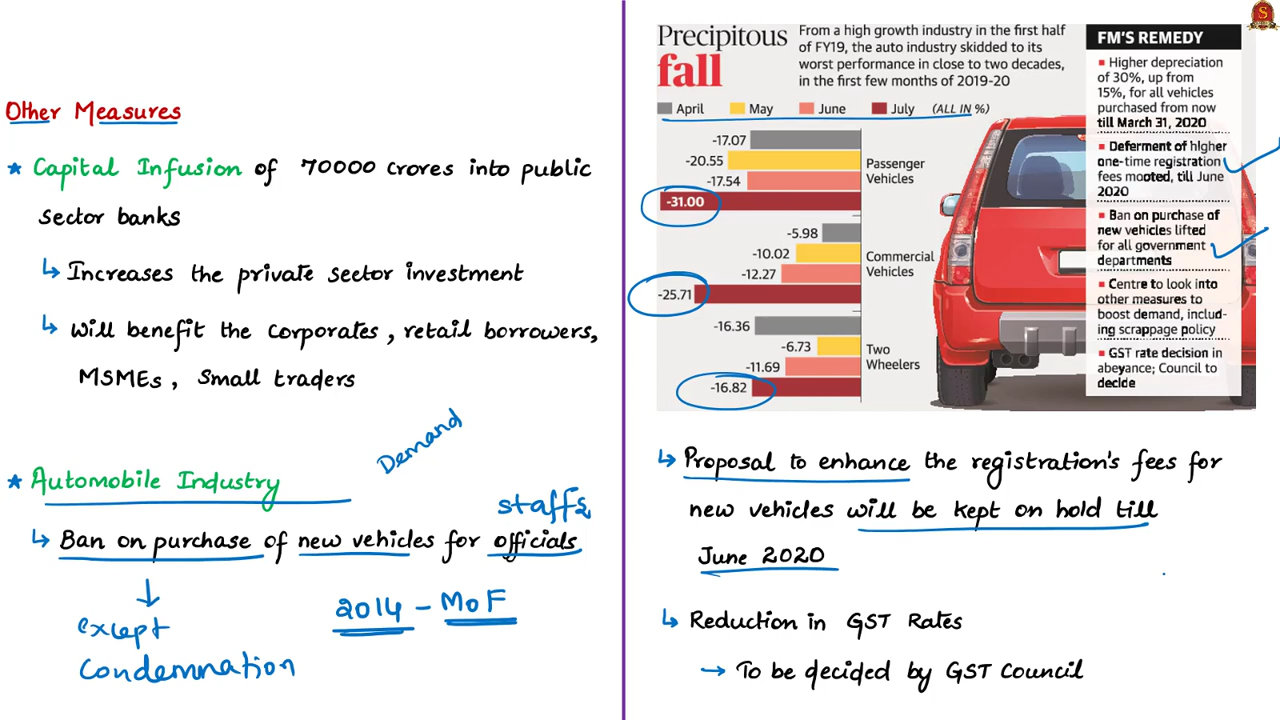 Other Measures
* Capital Infusion of 70000 Crores into public
sector banks
↳ Increases the private sector investment
↳ Will benefit the Corporates, retail borrowers,
MSMEs, Small traders
Demand
* Automobile Industry
staffs
↳ Ban on purchase of new vehicles for officials
except
Condemnation
2014 - MoF
S
Precipitous
fall
From a high growth industry in the first half
of FY19, the auto industry skidded to its
worst performance in close to two decades,
in the first few months of 2019-20
April May June July (ALL IN %)
-17.07
-20.55
-17.54
-31.00
Passenger
Vehicles
-5.98
-10.02
-12.27
-25.71
Commercial
Vehicles
-16.36
-6.73
-11.69
-16.82
Two
Wheelers
FM'S REMEDY
Higher depreciation
of 30%, up from
15%, for all vehicles
purchased from now
till March 31, 2020
Deferment of higher
one-time registration
fees mooted, till June
2020
Ban on purchase of
new vehicles lifted
for all government
departments
Centre to look into
other measures to
boost demand, includ-
ing scrappage policy
GST rate decision in
abeyance; Council to
decide
↳ Proposal to enhance the registration's fees for
new vehicles will be kept on hold till
June 2020
↳ Reduction in GST Rates
→ To be decided by GST Council